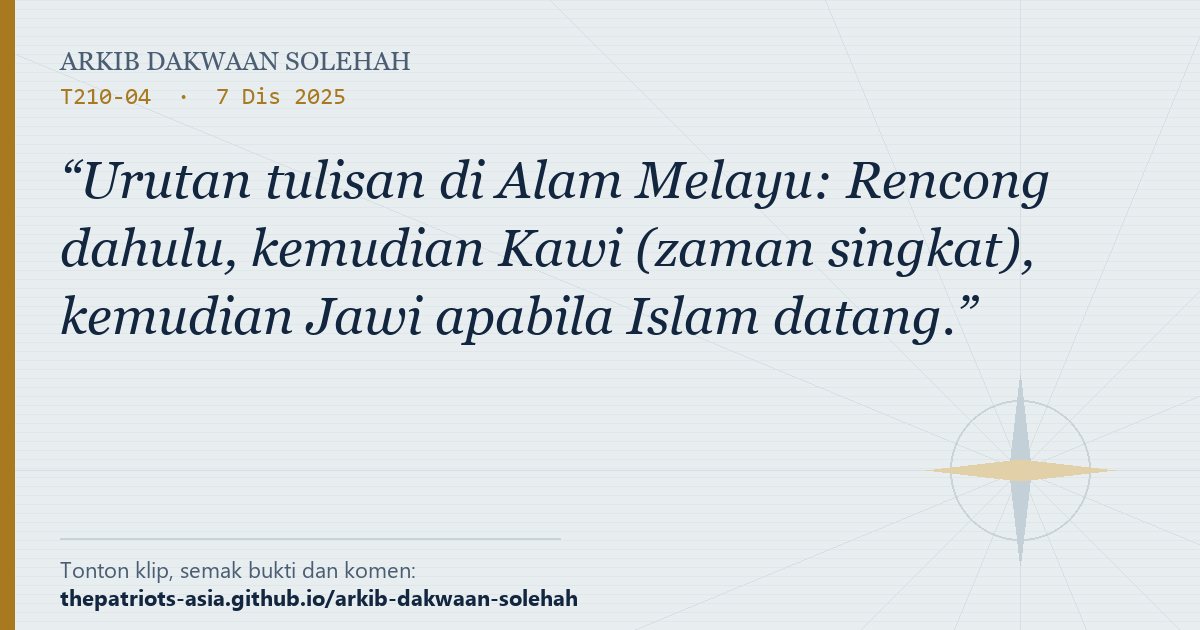 ARKIB DAKWAAN SOLEHAH
T210-04 · 7 Dis 2025
“Urutan tulisan di Alam Melayu: Rencong
dahulu, kemudian Kawi (zaman singkat),
kemudian Jawi apabila Islam datang.”
Tonton klip, semak bukti dan komen:
thepatriots-asia.github.io/arkib-dakwaan-solehah